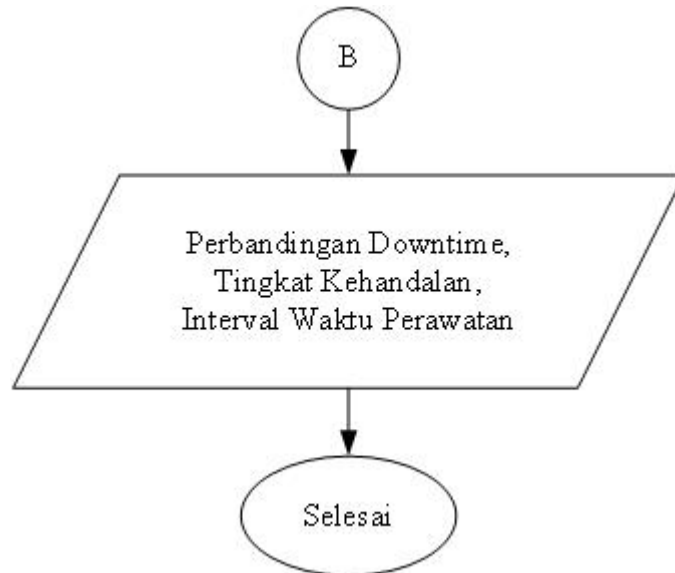 B
Perbandingan Downtime,
Tingkat Kehandalan,
Interval Waktu Perawatan
Selesai